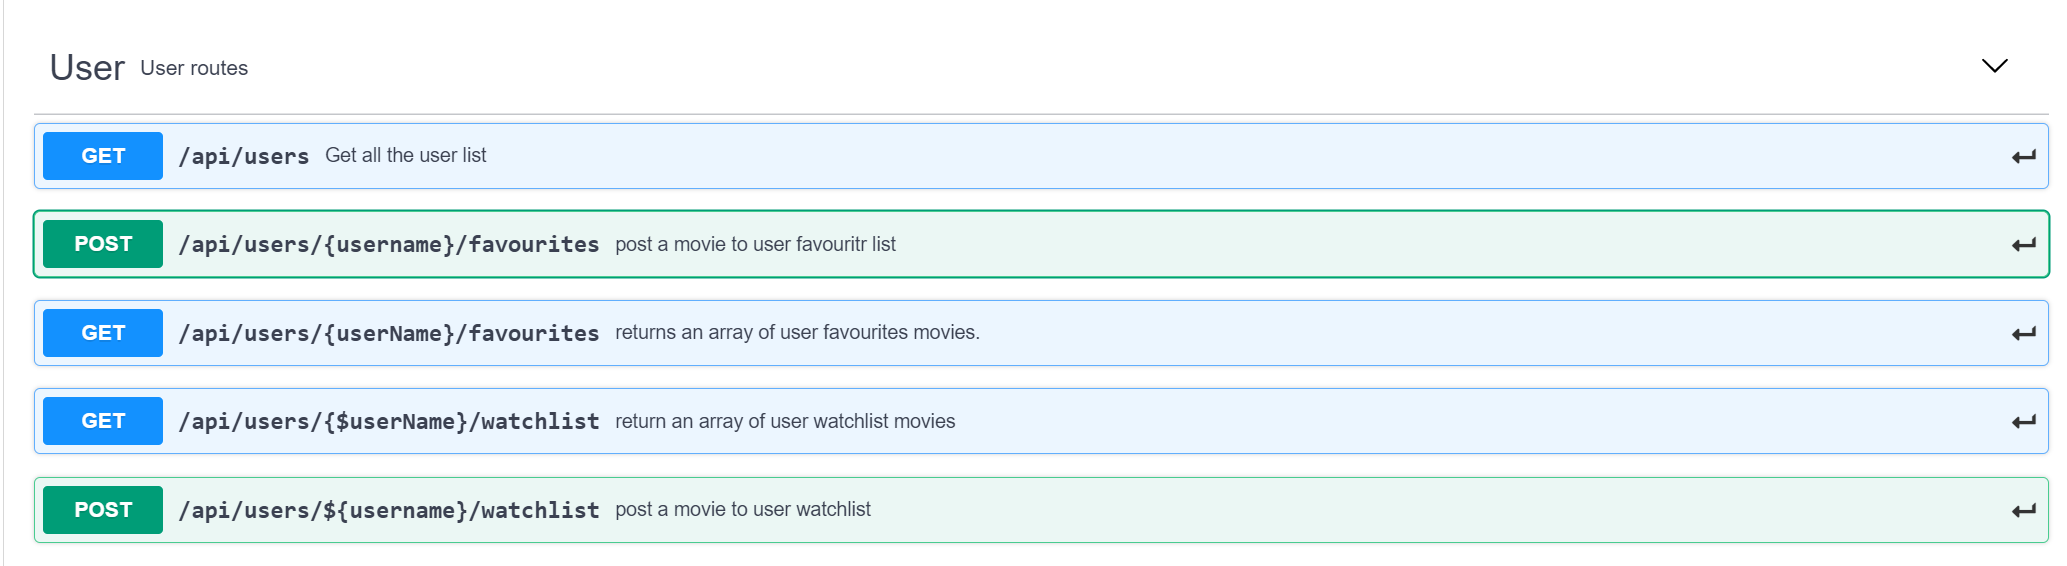 User User routes
GET /api/users Get all the user list
POST /api/users/{username}/favourites post a movie to user favouritr list
GET /api/users/{userName}/favourites returns an array of user favourites movies.
GET /api/users/{$userName}/watchlist return an array of user watchlist movies
POST /api/users/${username}/watchlist post a movie to user watchlist